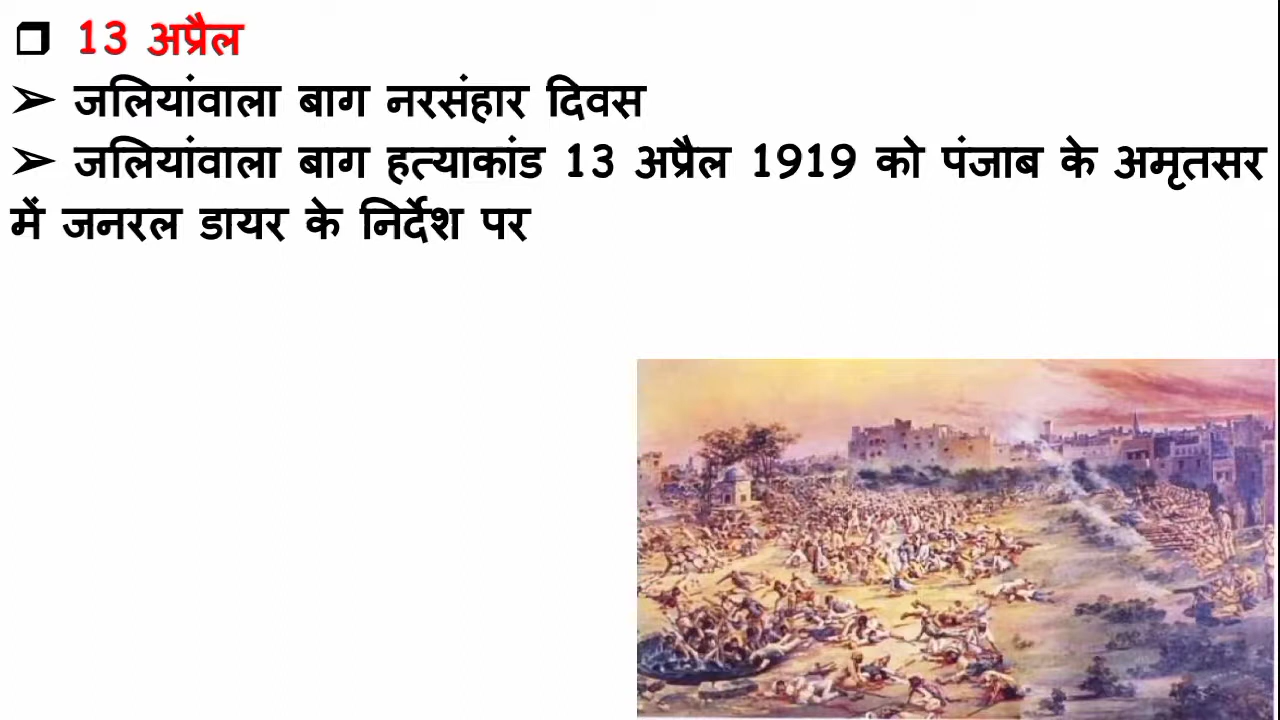 ❒ 13 अप्रैल
➢ जलियांवाला बाग नरसंहार दिवस
➢ जलियांवाला बाग हत्याकांड 13 अप्रैल 1919 को पंजाब के अमृतसर
में जनरल डायर के निर्देश पर